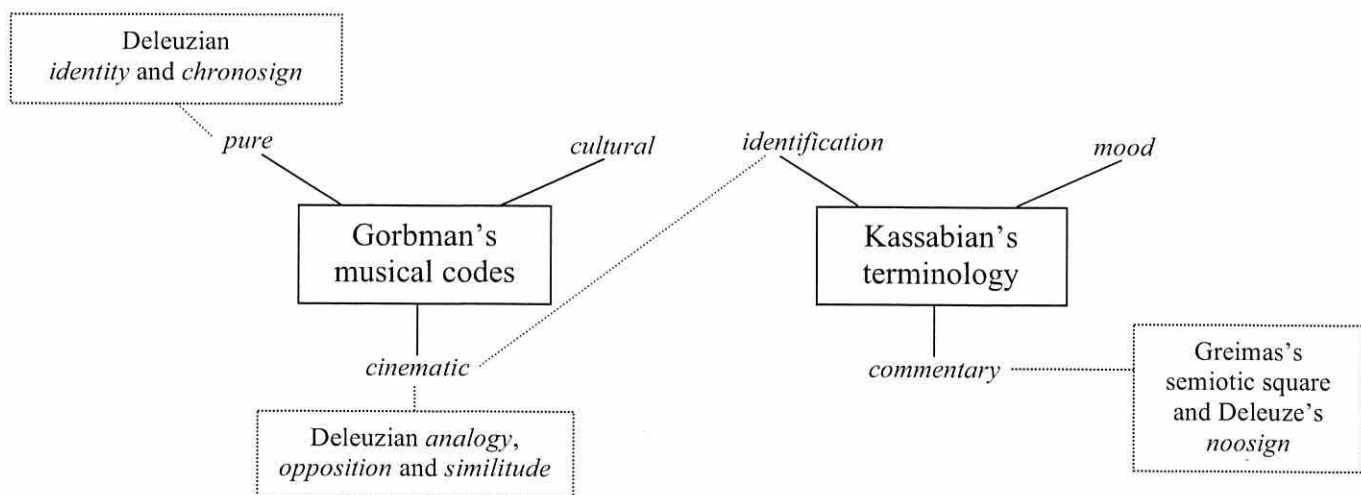 Deleuzian
identity and chronosign
pure
cultural
identification
mood
Gorbman's
musical codes
Kassabian's
terminology
cinematic
commentary
Greimas's
semiotic square
and Deleuze's
noosign
Deleuzian analogy,
opposition and similitude